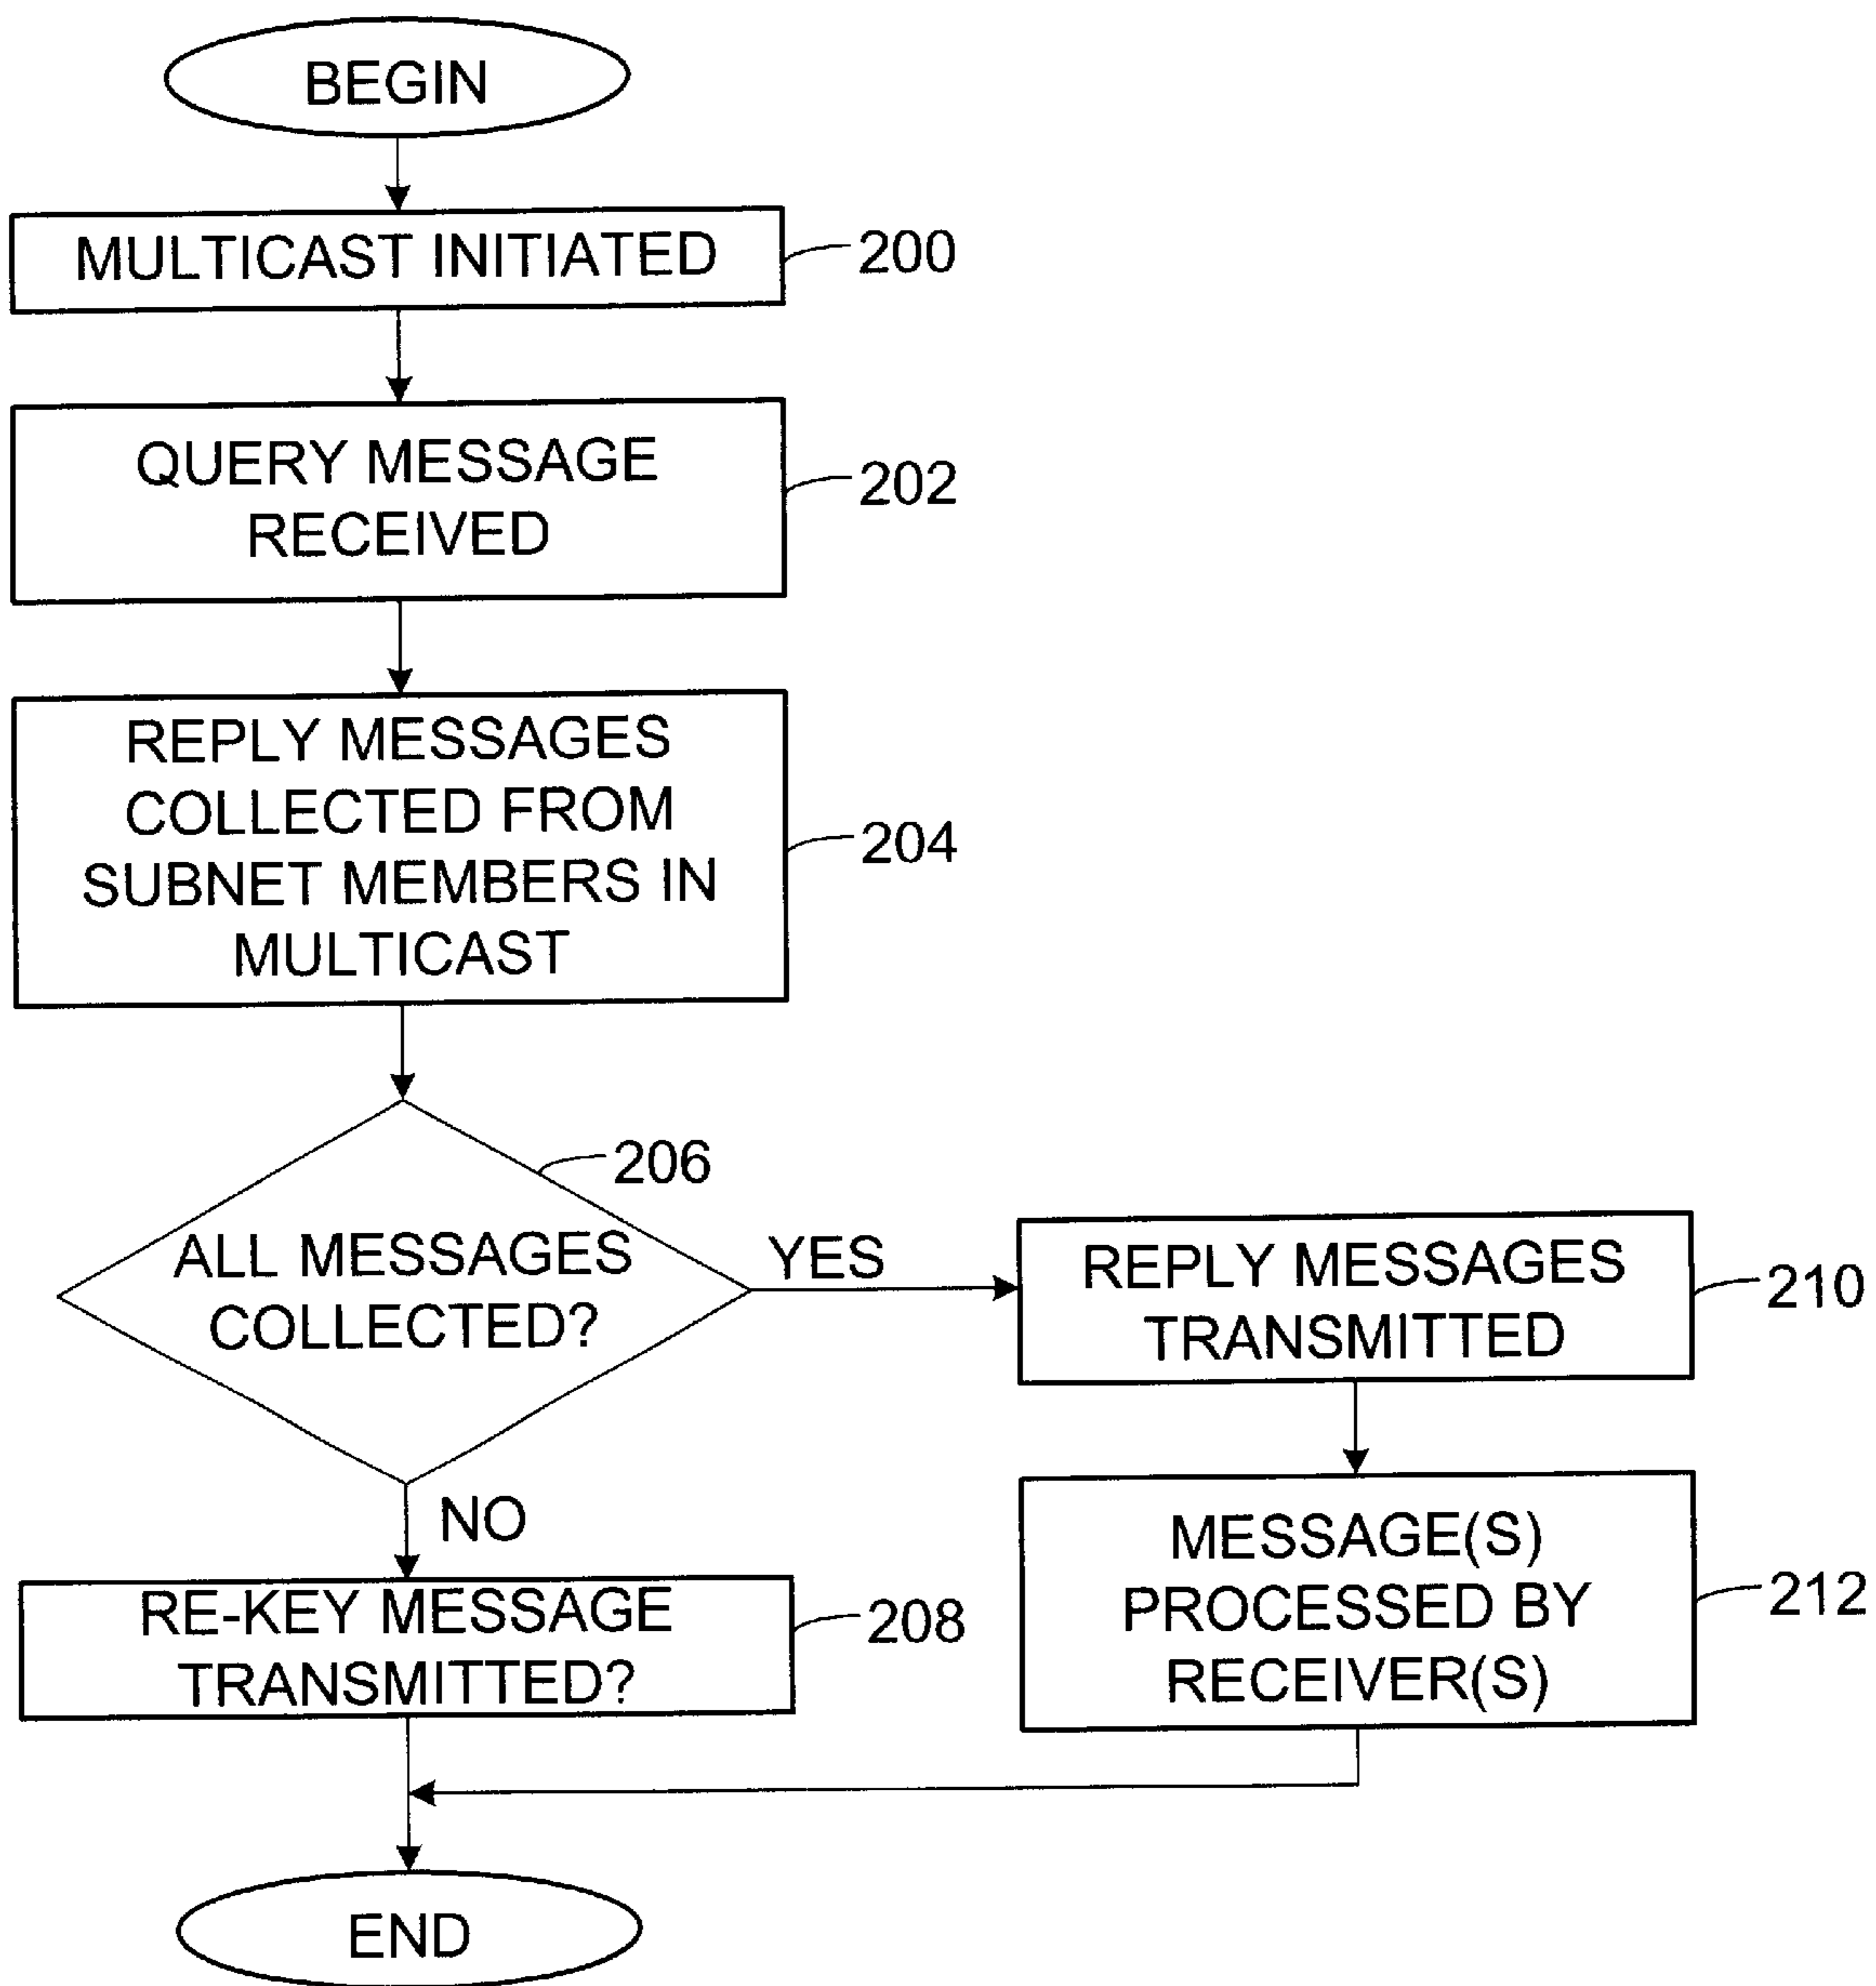 BEGIN
MULTICAST INITIATED
200
QUERY MESSAGE
RECEIVED
202
REPLY MESSAGES
COLLECTED FROM
SUBNET MEMBERS IN
MULTICAST
204
206
ALL MESSAGES
COLLECTED?
YES
REPLY MESSAGES
TRANSMITTED
210
NO
RE-KEY MESSAGE
TRANSMITTED?
208
MESSAGE(S)
PROCESSED BY
RECEIVER(S)
212
END